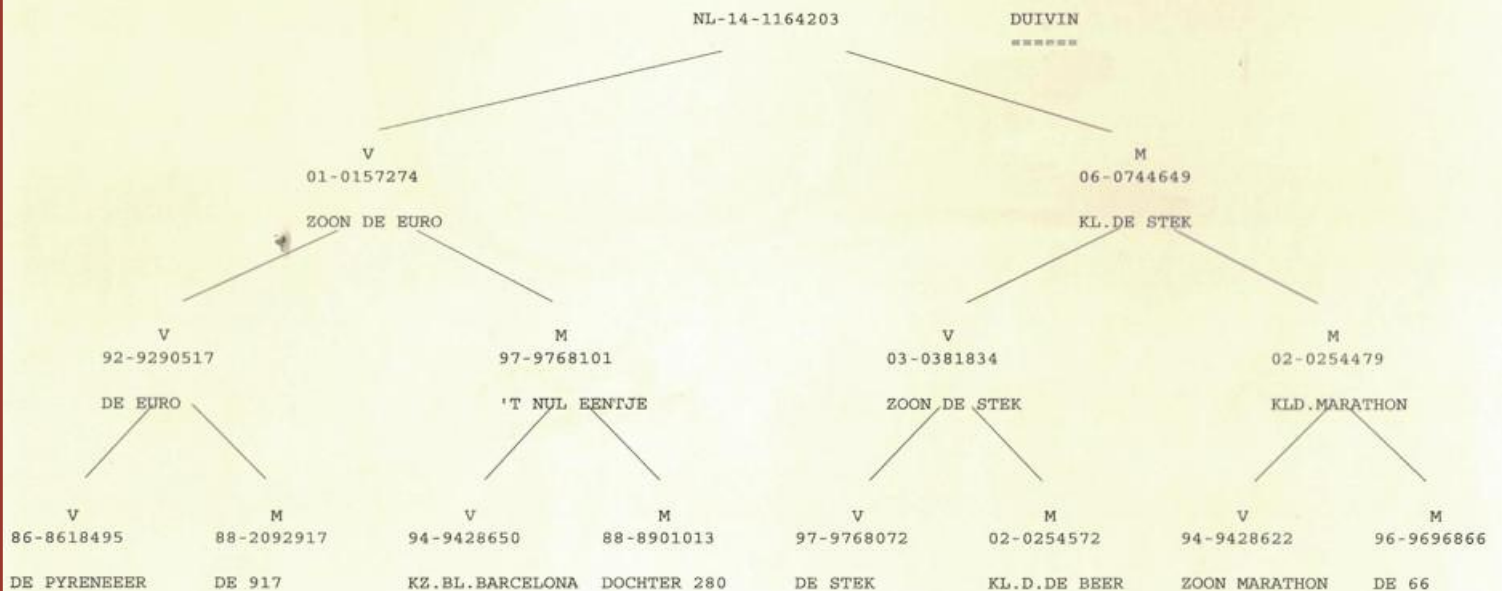 NL-14-1164203 DUIVIN
======
V M
01-0157274 06-0744649
ZOON DE EURO KL.DE STEK
V M V M
92-9290517 97-9768101 03-0381834 02-0254479
DE EURO 'T NUL EENTJE ZOON DE STEK KLD.MARATHON
V M V M V M V M
86-8618495 88-2092917 94-9428650 88-8901013 97-9768072 02-0254572 94-9428622 96-9696866
DE PYRENEEER DE 917 KZ.BL.BARCELONA DOCHTER 280 DE STEK KL.D.DE BEER ZOON MARATHON DE 66